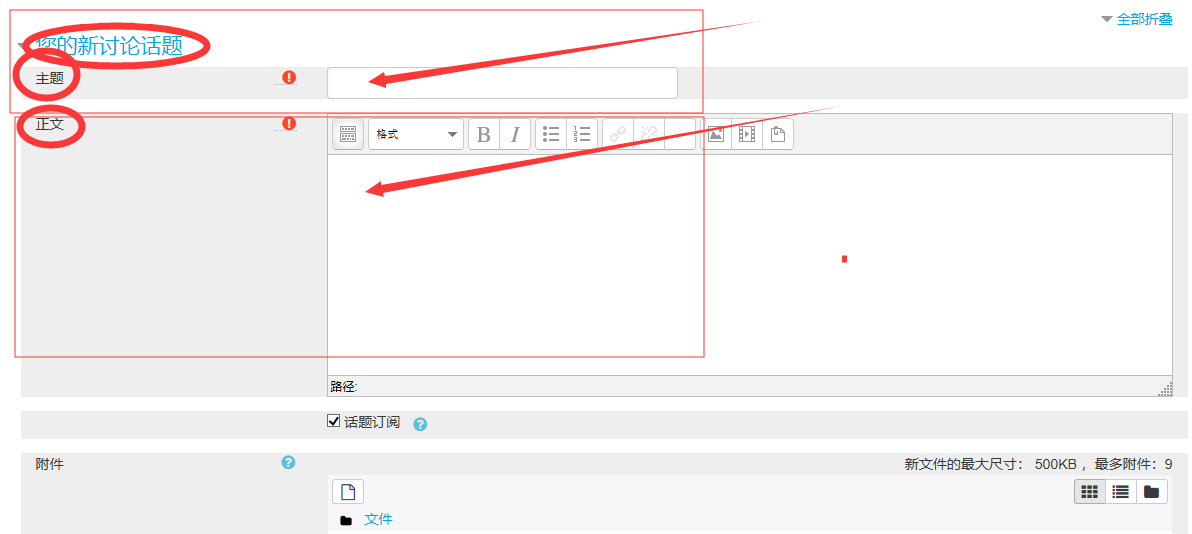 全部折叠
您的新讨论话题
主题
正文
格式
B I
路径:
话题订阅
附件
新文件的最大尺寸： 500KB ，最多附件：9
文件